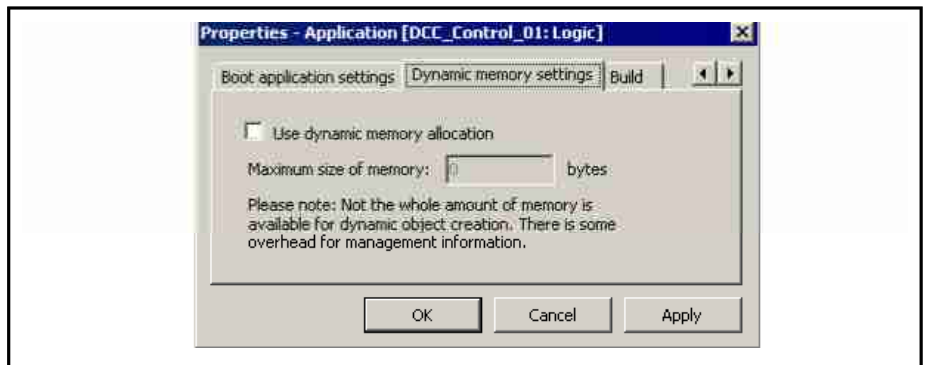 Properties - Application [DCC_Control_01: Logic]
Boot application settings Dynamic memory settings Build
Use dynamic memory allocation
Maximum size of memory: 0 bytes
Please note: Not the whole amount of memory is
available for dynamic object creation. There is some
overhead for management information.
OK Cancel Apply